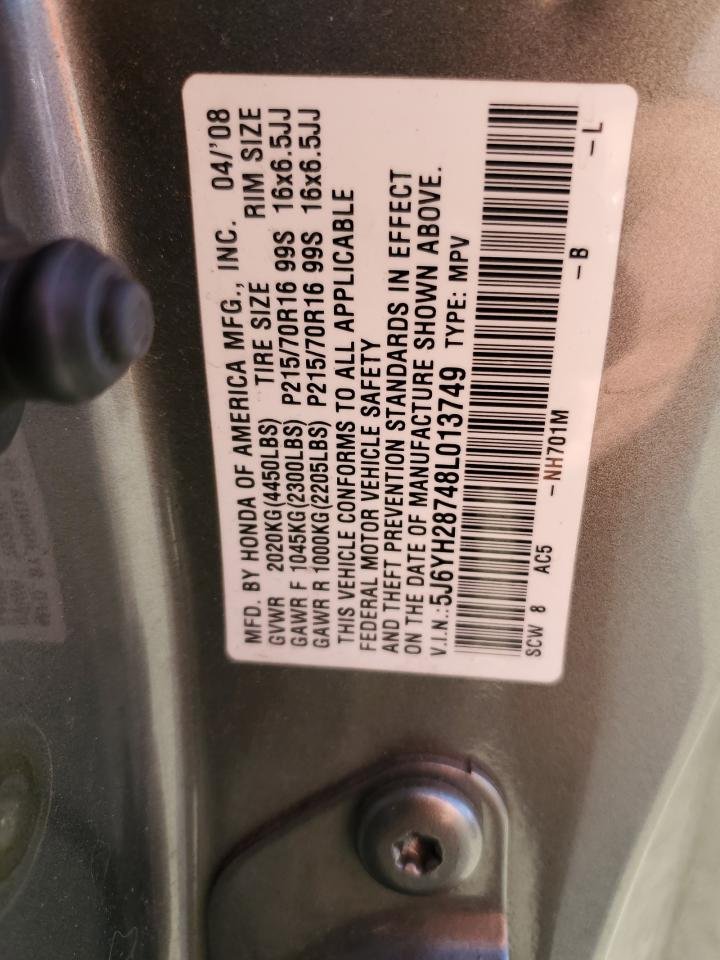 MFD. BY HONDA OF AMERICA MFG., INC. 04/'08
GVWR 2020KG(4450LBS) TIRE SIZE RIM SIZE
GAWR F 1045KG(2300LBS) P215/70R16 99S 16x6.5JJ
GAWR R 1000KG(2205LBS) P215/70R16 99S 16x6.5JJ
THIS VEHICLE CONFORMS TO ALL APPLICABLE
FEDERAL MOTOR VEHICLE SAFETY
AND THEFT PREVENTION STANDARDS IN EFFECT
ON THE DATE OF MANUFACTURE SHOWN ABOVE.
V.I.N.:5J6YH28748L013749 TYPE: MPV
SCW 8 AC5
-NH701M -B -L